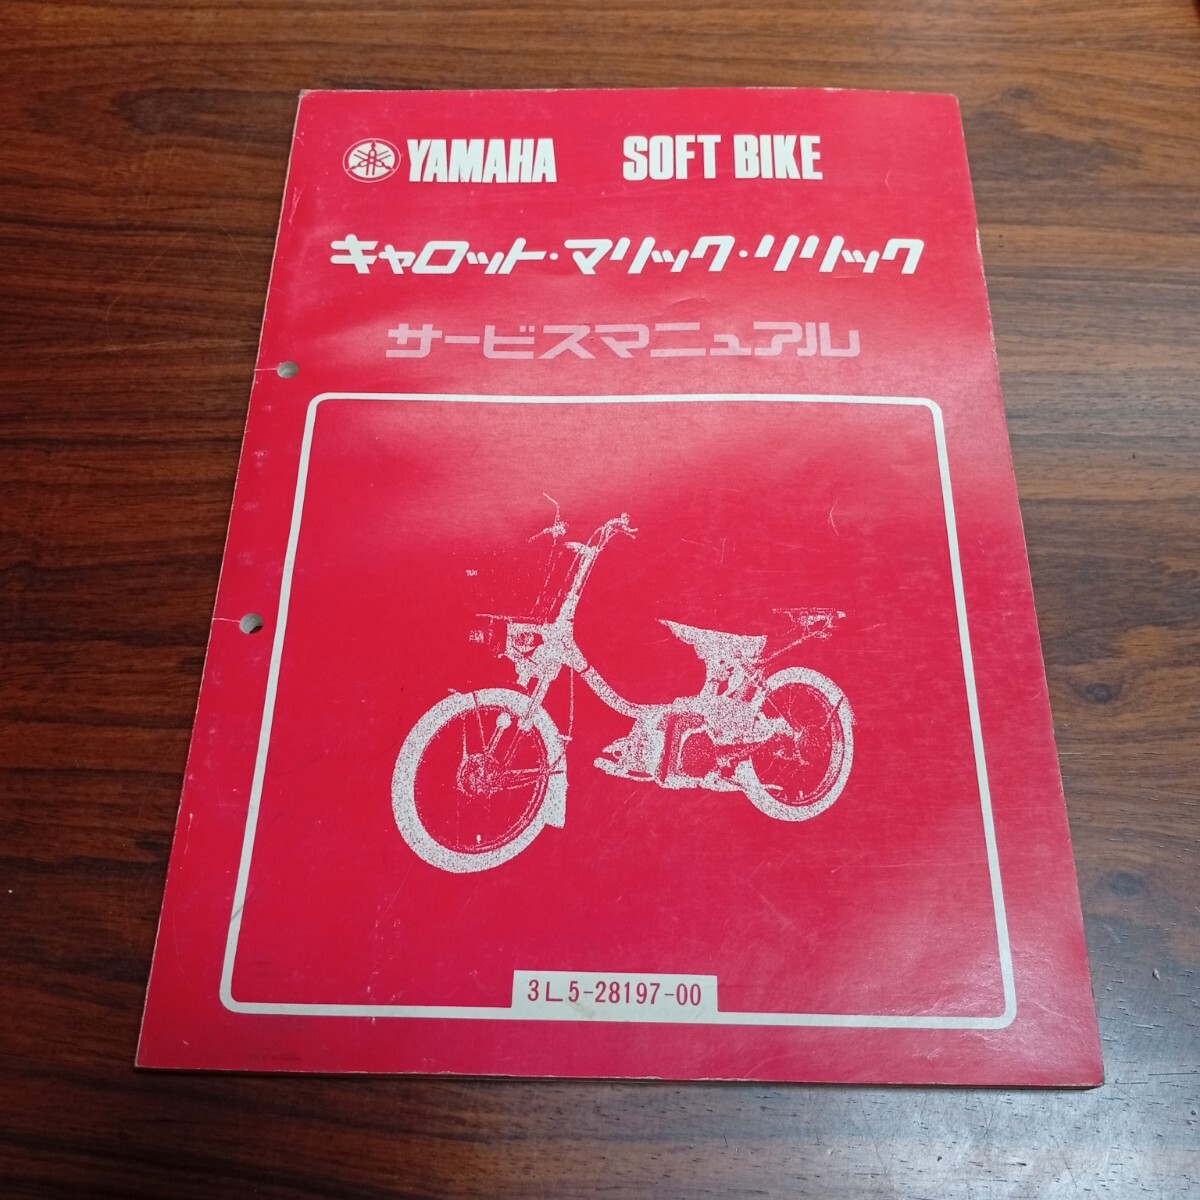 YAMAHA SOFT BIKE
キャロット・マリック・リリック
サービスマニュアル
3L5-28197-00